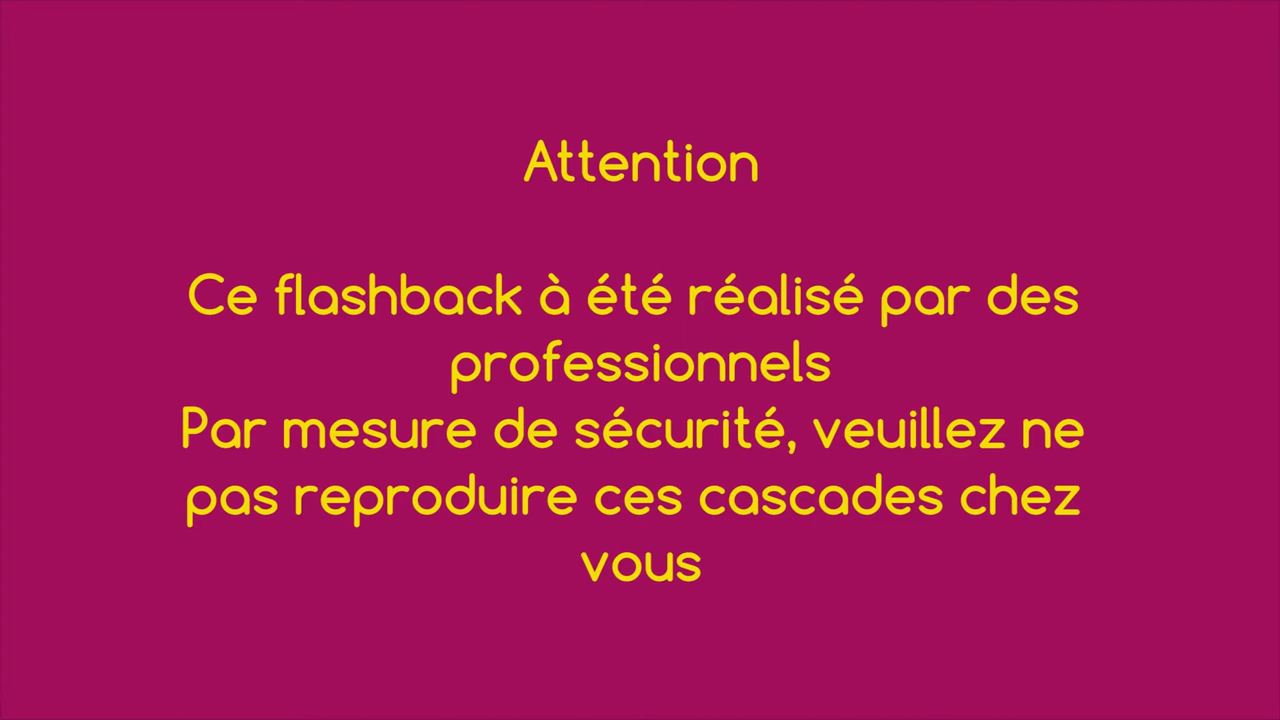 Attention
Ce flashback à été réalisé par des
professionnels
Par mesure de sécurité, veuillez ne
pas reproduire ces cascades chez
vous